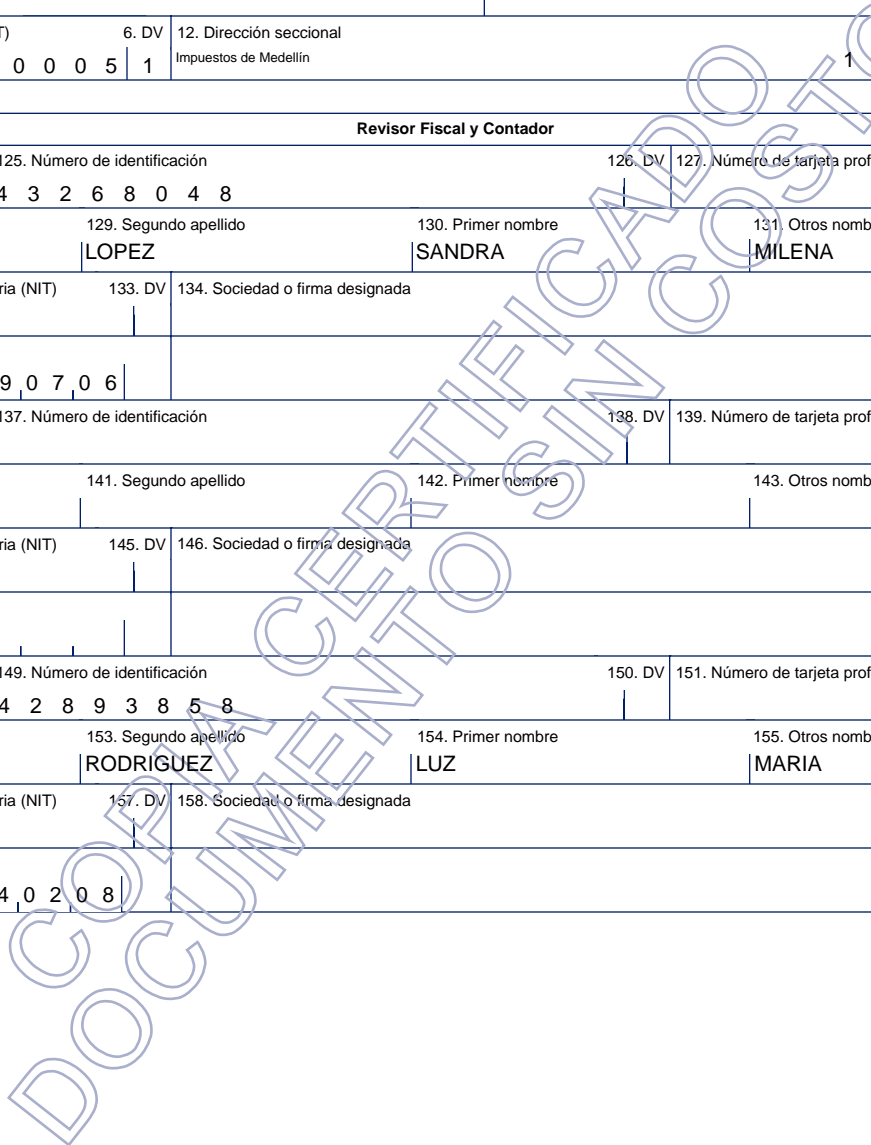 T) 6. DV 12. Dirección seccional
0 0 0 5 1 Impuestos de Medellín 1
Revisor Fiscal y Contador
125. Número de identificación 126. DV 127. Número de tarjeta prof
4 3 2 6 8 0 4 8
129. Segundo apellido 130. Primer nombre 131. Otros nomb
LOPEZ SANDRA MILENA
ria (NIT) 133. DV 134. Sociedad o firma designada
9 0 7 0 6
137. Número de identificación 138. DV 139. Número de tarjeta prof
141. Segundo apellido 142. Primer nombre 143. Otros nomb
ria (NIT) 145. DV 146. Sociedad o firma designada
149. Número de identificación 150. DV 151. Número de tarjeta prof
4 2 8 9 3 8 5 8
153. Segundo apellido 154. Primer nombre 155. Otros nomb
RODRIGUEZ LUZ MARIA
ria (NIT) 157. DV 158. Sociedad o firma designada
4 0 2 0 8
COPIA CERTIFICADO
DOCUMENTO SIN COSTO